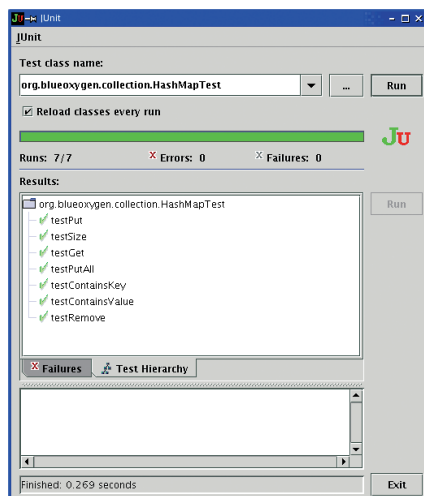 JUnit
JUnit
Test class name:
org.blueoxygen.collection.HashMapTest
...
Run
Reload classes every run
JU
Runs: 7/7
X Errors: 0
X Failures: 0
Results:
org.blueoxygen.collection.HashMapTest
Run
testPut
testSize
testGet
testPutAll
testContainsKey
testContainsValue
testRemove
X Failures
Test Hierarchy
Finished: 0.269 seconds
Exit